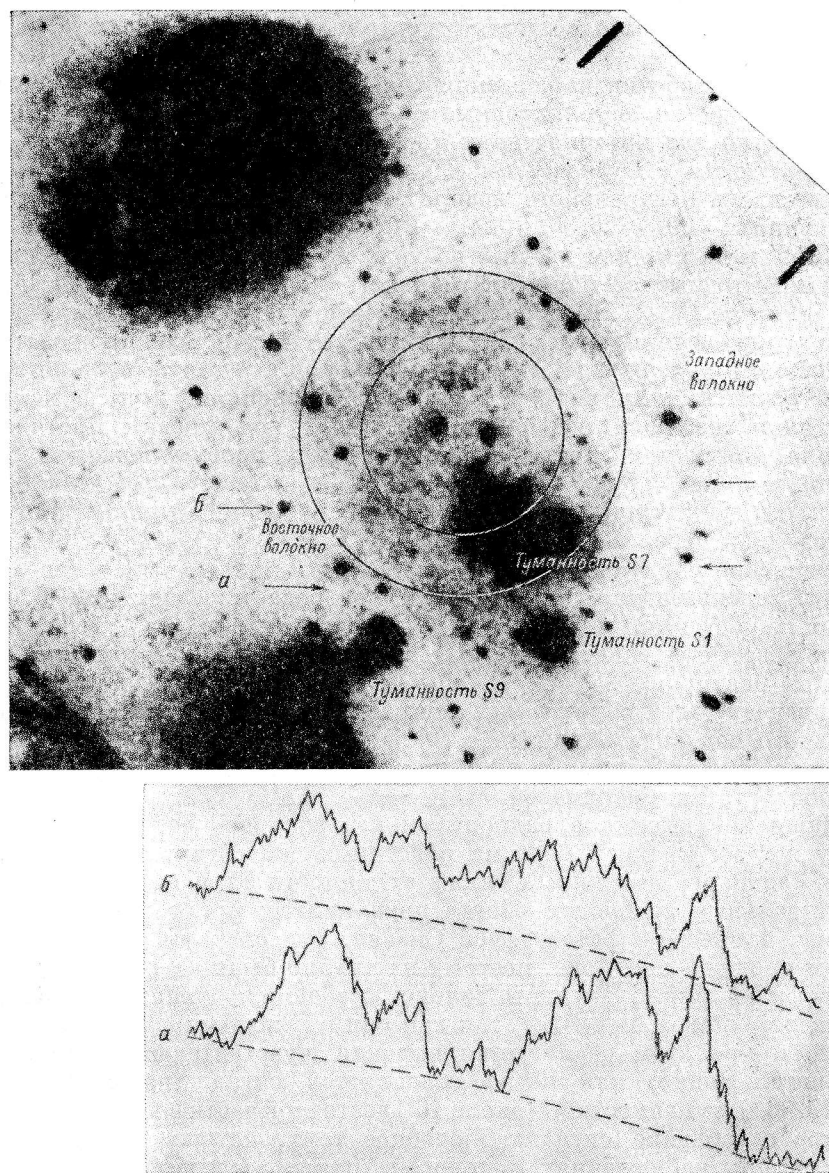 Западное
волокно
б
Восточное
волокно
а
Туманность S7
Туманность S1
Туманность S9
б
а